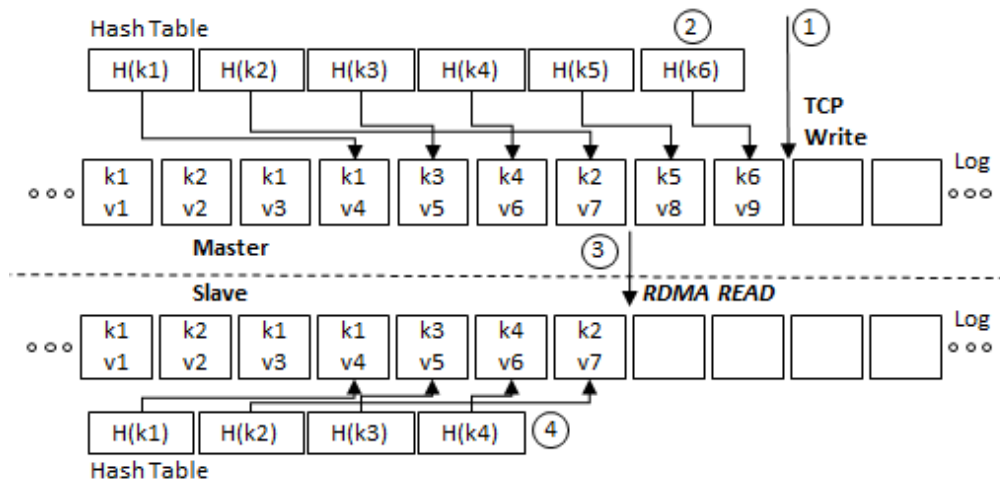 Hash Table ② ①
H(k1) H(k2) H(k3) H(k4) H(k5) H(k6)
TCP
Write
Log
k1 k2 k1 k1 k3 k4 k2 k5 k6
v1 v2 v3 v4 v5 v6 v7 v8 v9
Master ③
Slave RDMA READ
Log
k1 k2 k1 k1 k3 k4 k2
v1 v2 v3 v4 v5 v6 v7
H(k1) H(k2) H(k3) H(k4) ④
Hash Table